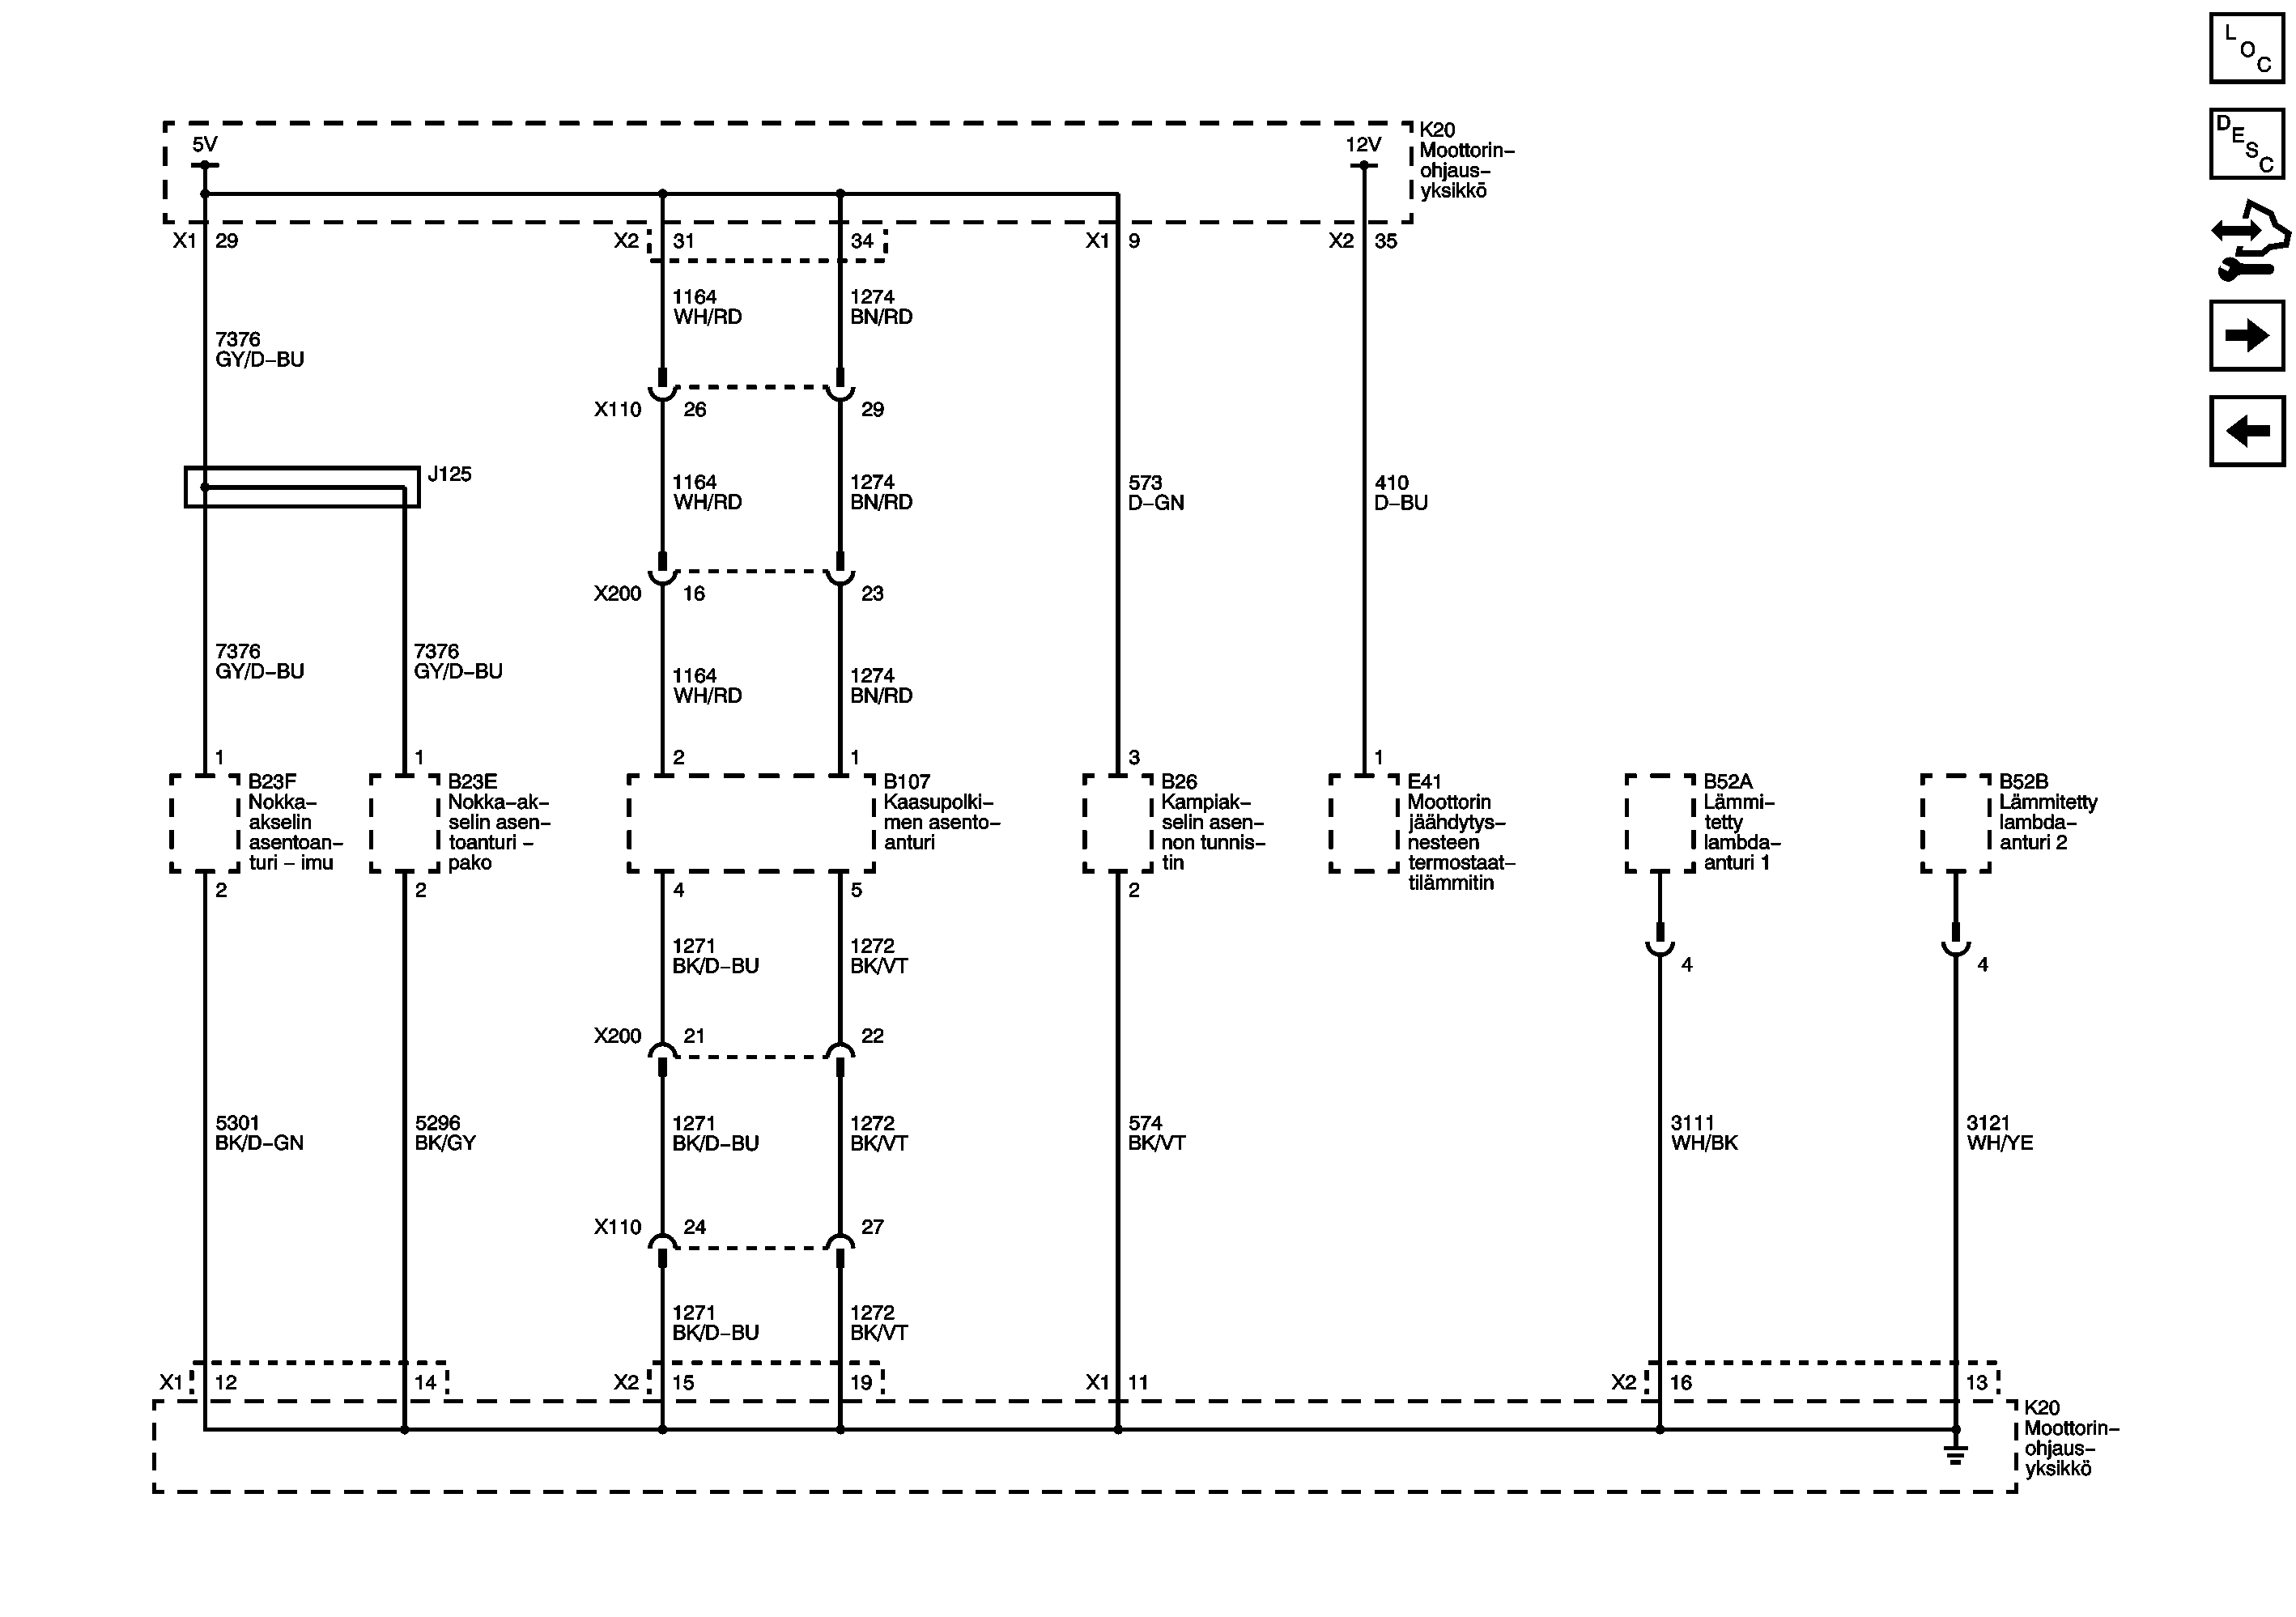 L
O
C
D
E
S
C
5V
12V
K20
Moottorin–
ohjaus–
yksikkö
X1 29
X2 31
34
X1 9
X2 35
1164
WH/RD
1274
BN/RD
7376
GY/D–BU
X110 26
29
J125
1164
WH/RD
1274
BN/RD
573
D–GN
410
D–BU
X200 16
23
7376
GY/D–BU
7376
GY/D–BU
1164
WH/RD
1274
BN/RD
1
1
2
1
3
1
B23F
Nokka–
akselin
asentoan–
turi – imu
B23E
Nokka–ak–
selin asen–
toanturi –
pako
B107
Kaasupolki–
men asento–
anturi
B26
Kampiak–
selin asen–
non tunnis–
tin
E41
Moottorin
jäähdytys–
nesteen
termostaat–
tilämmitin
B52A
Lämmi–
tetty
lambda–
anturi 1
B52B
Lämmitetty
lambda–
anturi 2
2
2
4
5
2
1271
BK/D–BU
1272
BK/VT
4
4
X200 21
22
5301
BK/D–GN
5296
BK/GY
1271
BK/D–BU
1272
BK/VT
574
BK/VT
3111
WH/BK
3121
WH/YE
X110 24
27
1271
BK/D–BU
1272
BK/VT
X1 12
14
X2 15
19
X1 11
X2 16
13
K20
Moottorin–
ohjaus–
yksikkö